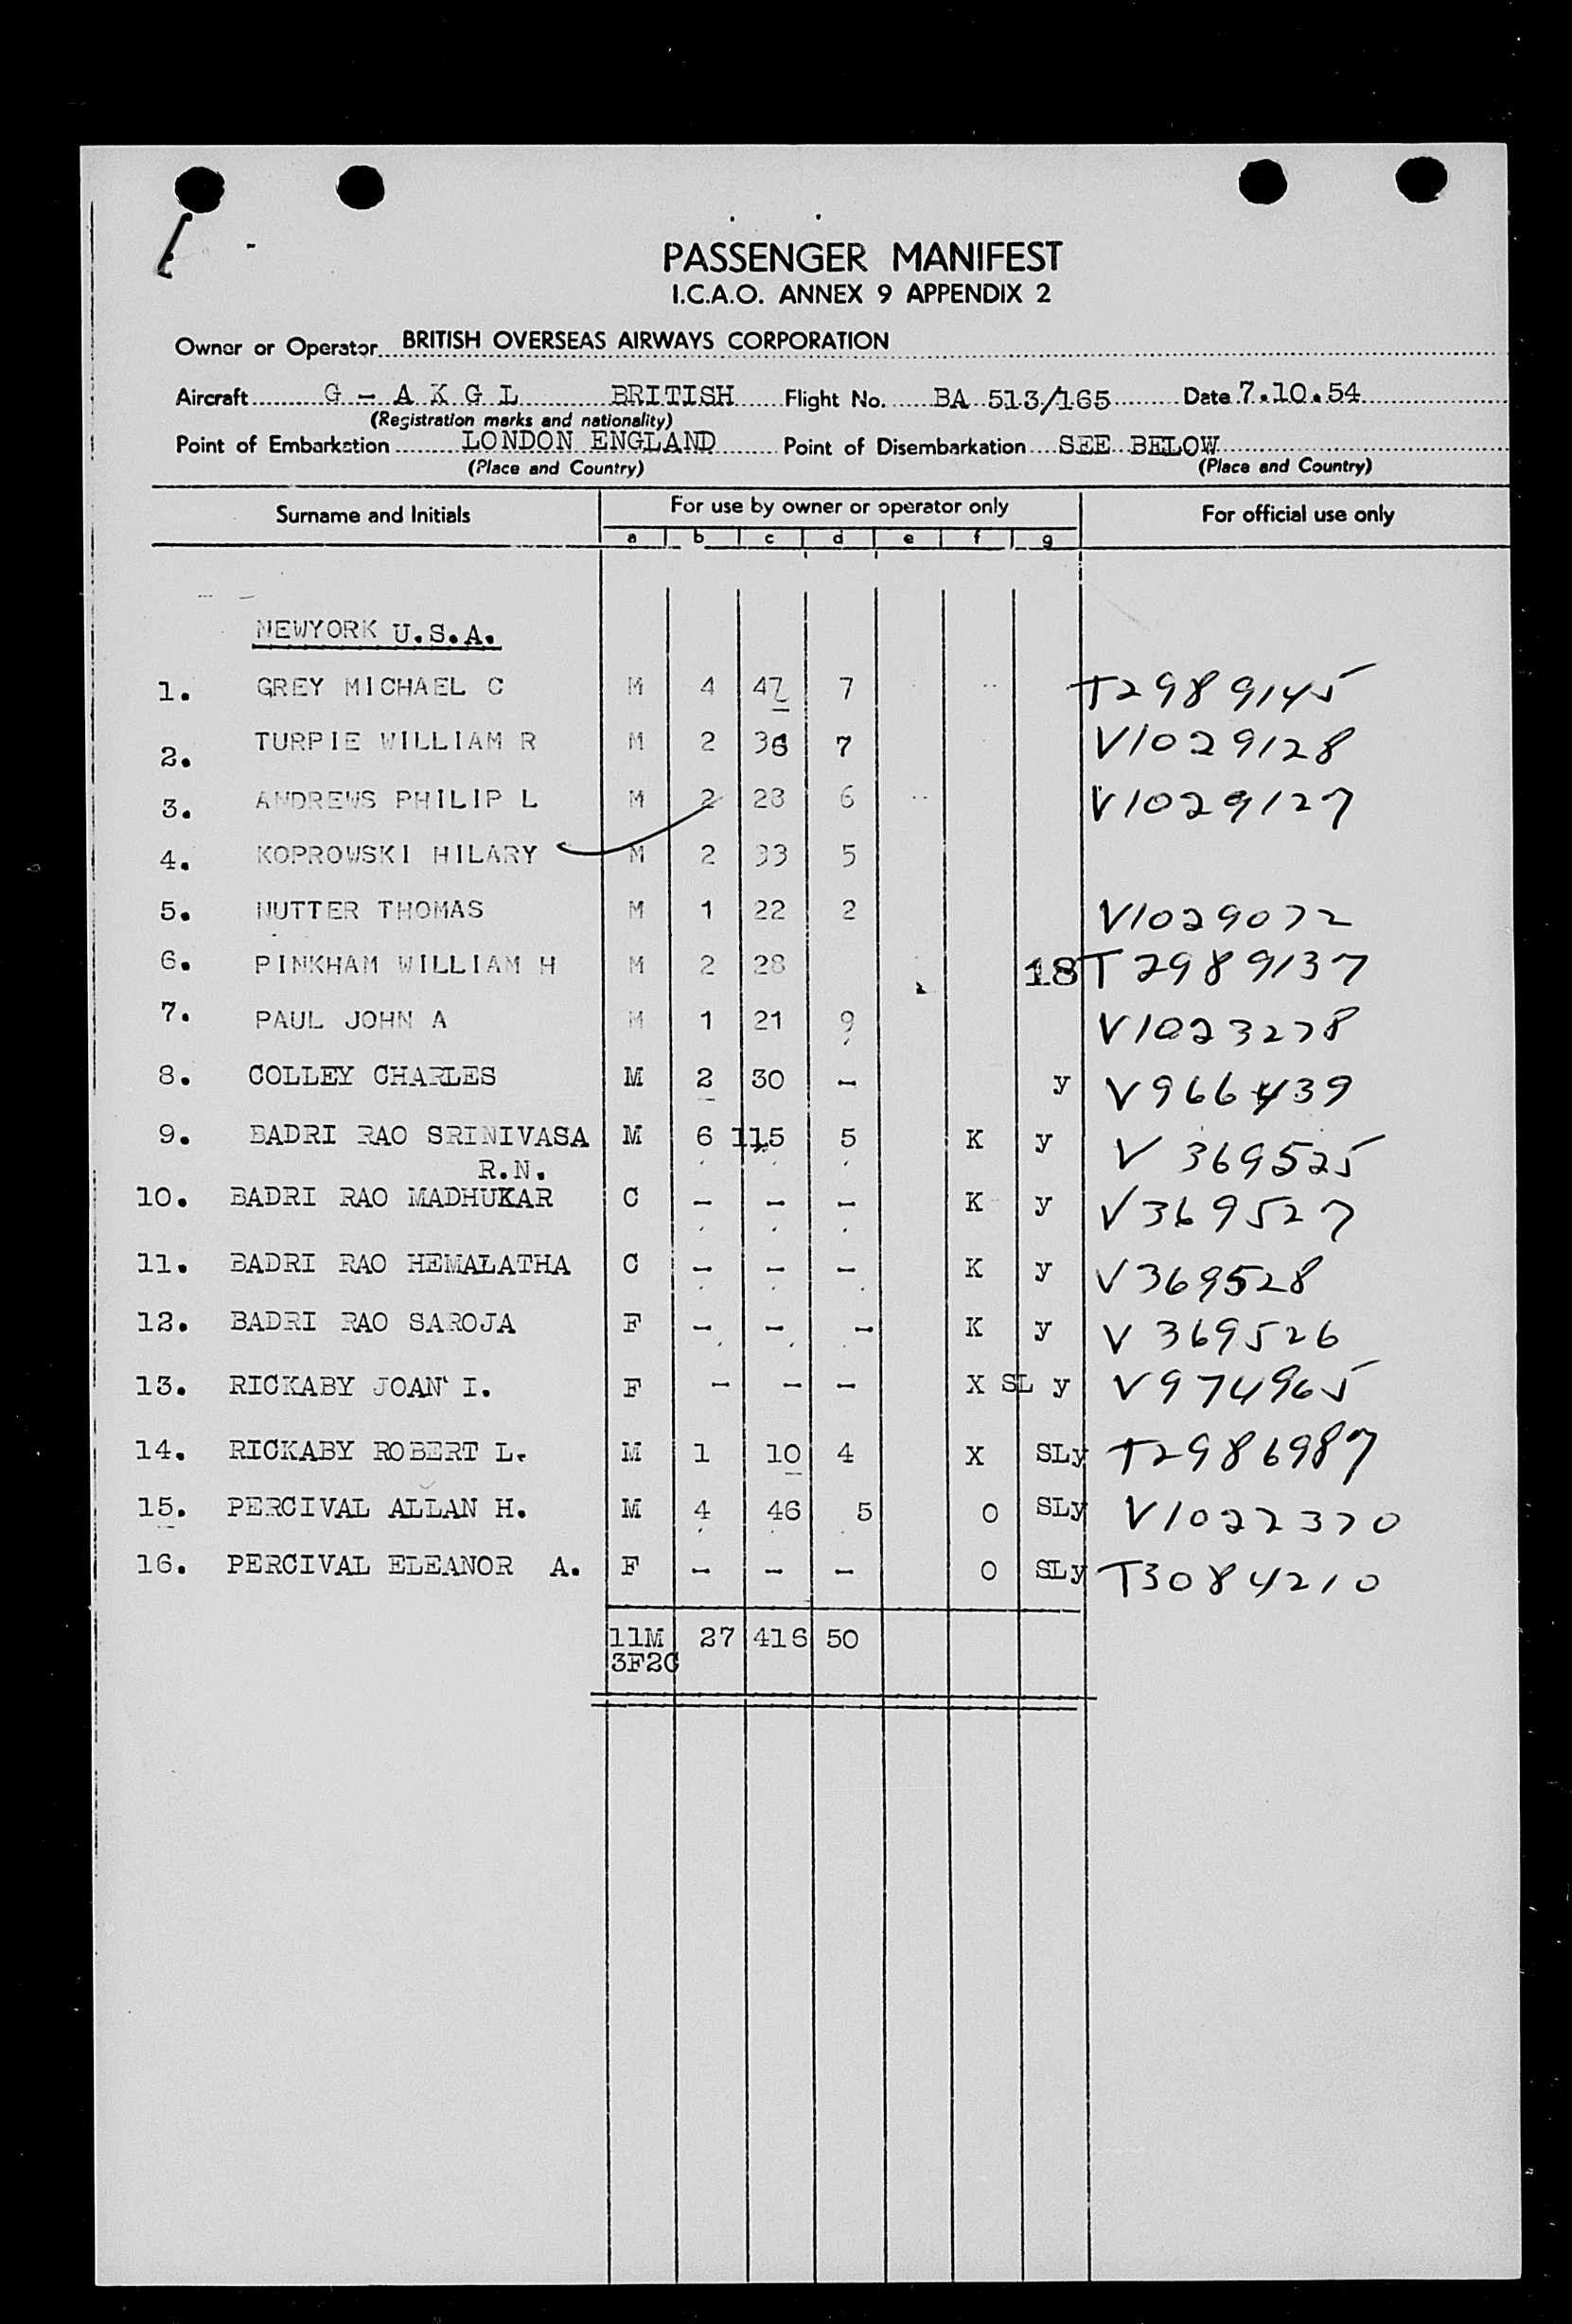 PASSENGER MANIFEST
I.C.A.O. ANNEX 9 APPENDIX 2
Owner or Operator BRITISH OVERSEAS AIRWAYS CORPORATION
Aircraft G - A K G L BRITISH Flight No. BA 513/165 Date 7.10.54
(Registration marks and nationality)
Point of Embarkation LONDON ENGLAND Point of Disembarkation SEE BELOW
(Place and Country) (Place and Country)
Surname and Initials For use by owner or operator only For official use only
a b c d e f g
NEWYORK U.S.A.
1. GREY MICHAEL C M 4 47 7 T2989145
2. TURPIE WILLIAM R M 2 36 7 V1029128
3. ANDREWS PHILIP L M 2 28 6 V1029127
4. KOPROWSKI HILARY M 2 33 5
5. NUTTER THOMAS M 1 22 2 V1029072
6. PINKHAM WILLIAM H M 2 28 18 T2989137
7. PAUL JOHN A M 1 21 9 V1023278
8. COLLEY CHARLES M 2 30 - y V966439
9. BADRI RAO SRINIVASA M 6 115 5 K y V 369525
R.N.
10. BADRI RAO MADHUKAR C - - - K y V369527
11. BADRI RAO HEMALATHA C - - - K y V369528
12. BADRI RAO SAROJA F - - - K y V 369526
13. RICKABY JOAN I. F - - - X SL y V974965
14. RICKABY ROBERT L. M 1 10 4 X SLy T2986987
15. PERCIVAL ALLAN H. M 4 46 5 O SLy V1022370
16. PERCIVAL ELEANOR A. F - - - O SLy T3084210
11M 27 416 50
3F2C